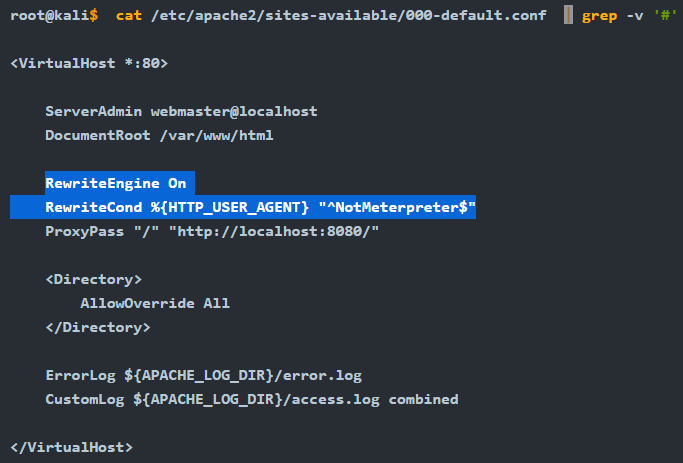 root@kali$ cat /etc/apache2/sites-available/000-default.conf | grep -v '#'
<VirtualHost *:80>
ServerAdmin webmaster@localhost
DocumentRoot /var/www/html
RewriteEngine On
RewriteCond %{HTTP_USER_AGENT} "^NotMeterpreter$"
ProxyPass "/" "http://localhost:8080/"
<Directory>
AllowOverride All
</Directory>
ErrorLog ${APACHE_LOG_DIR}/error.log
CustomLog ${APACHE_LOG_DIR}/access.log combined
</VirtualHost>